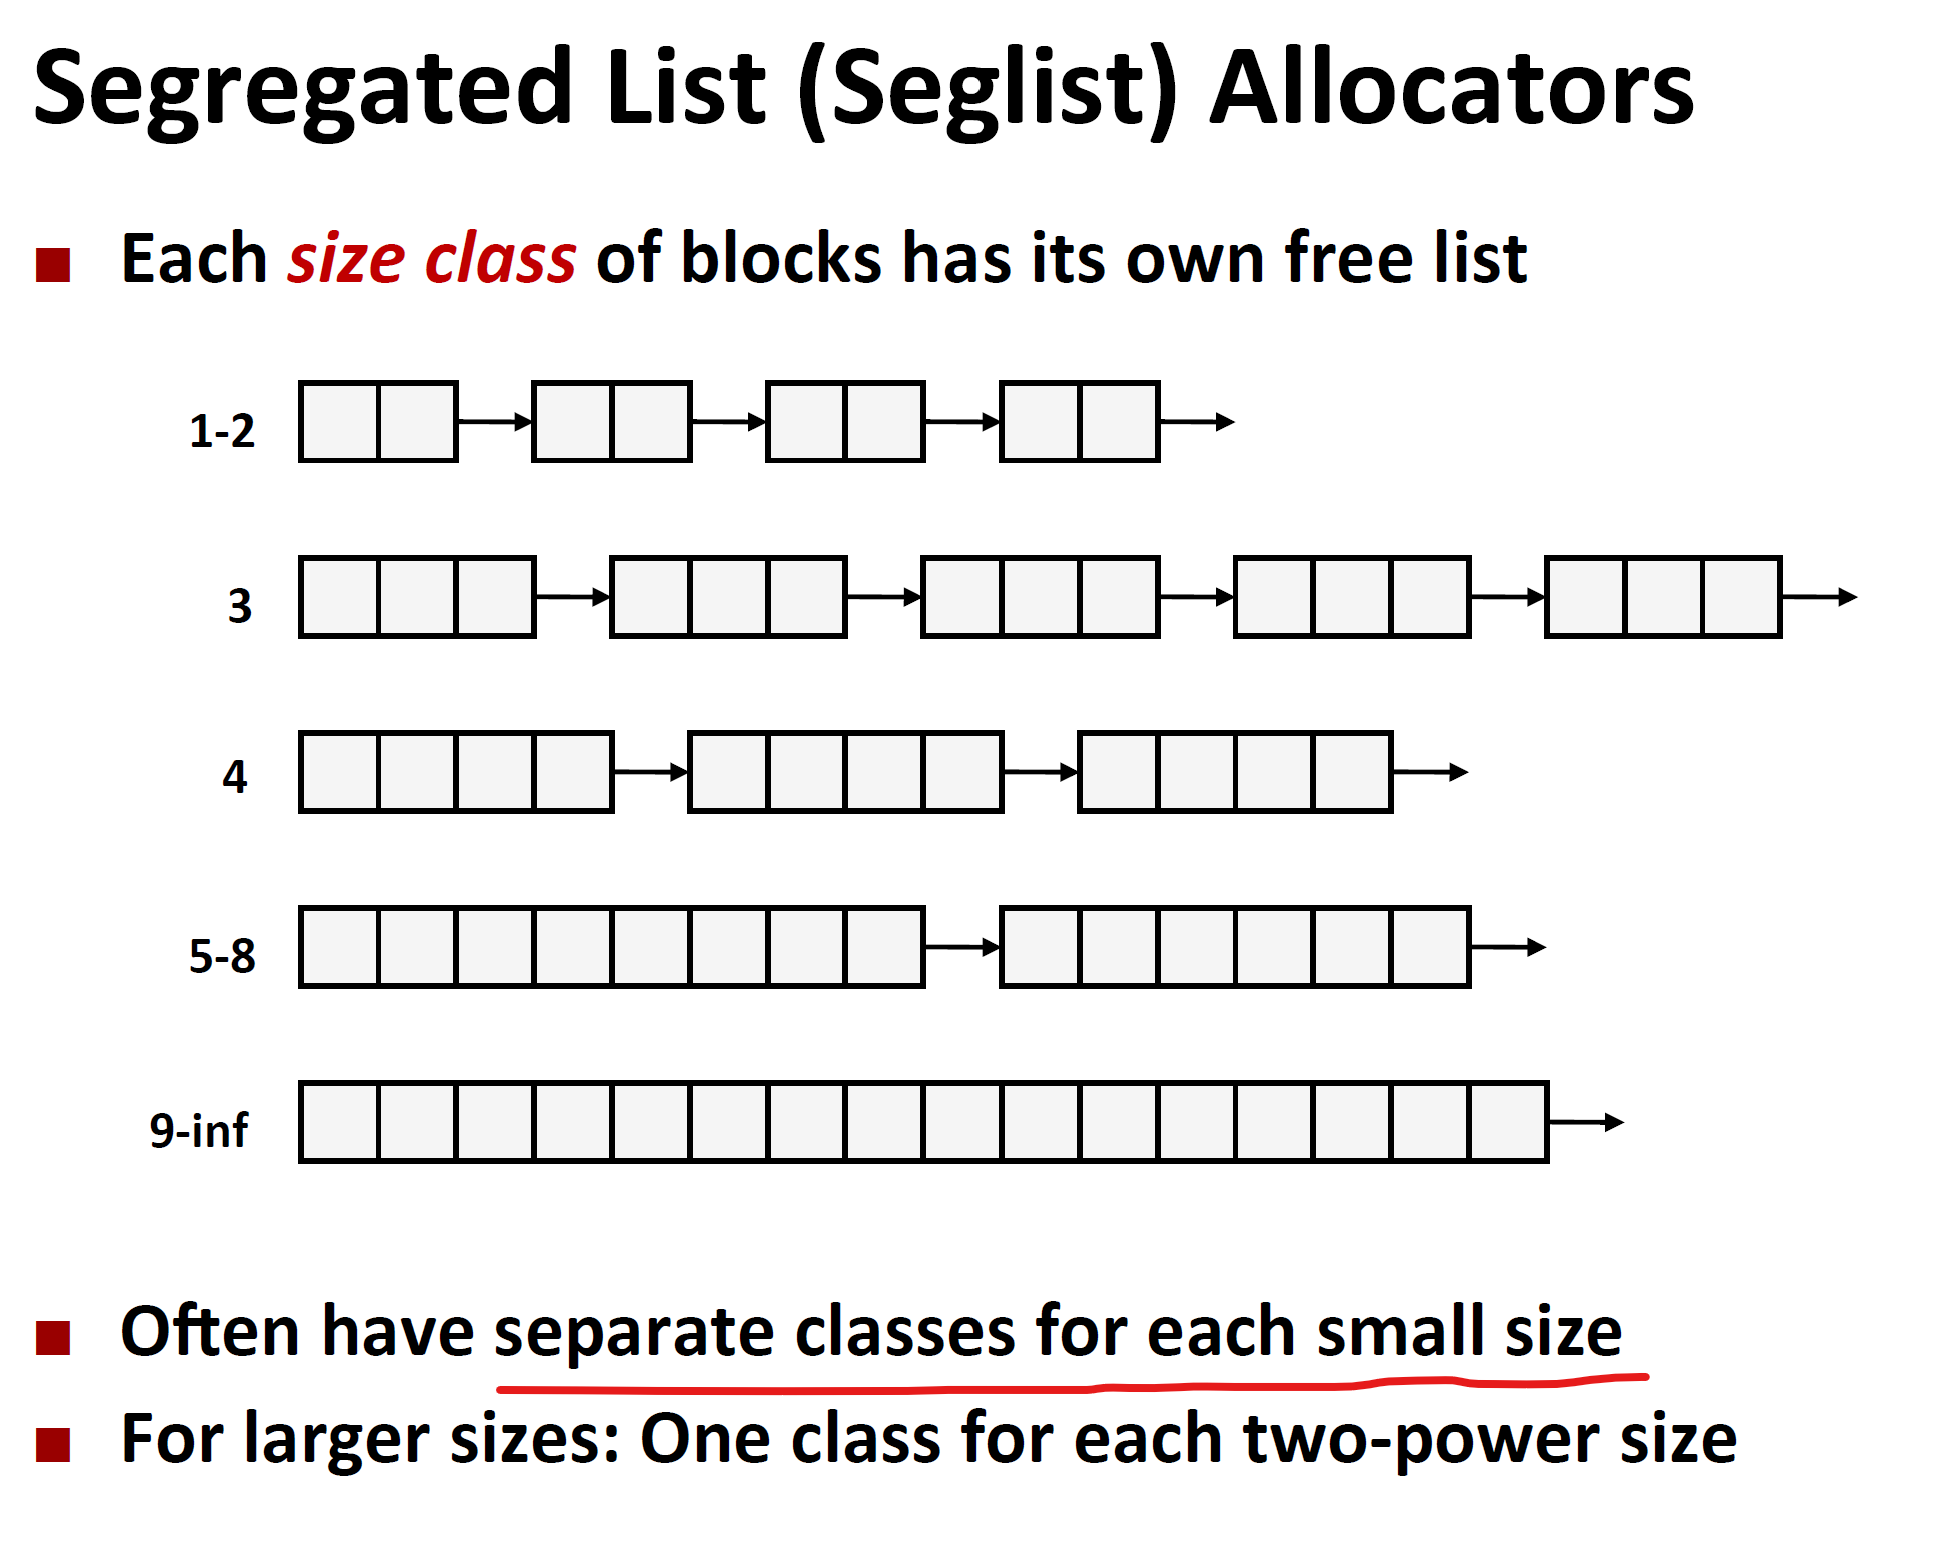 Segregated List (Seglist) Allocators
Each size class of blocks has its own free list
1-2
3
4
5-8
9-inf
Often have separate classes for each small size
For larger sizes: One class for each two-power size